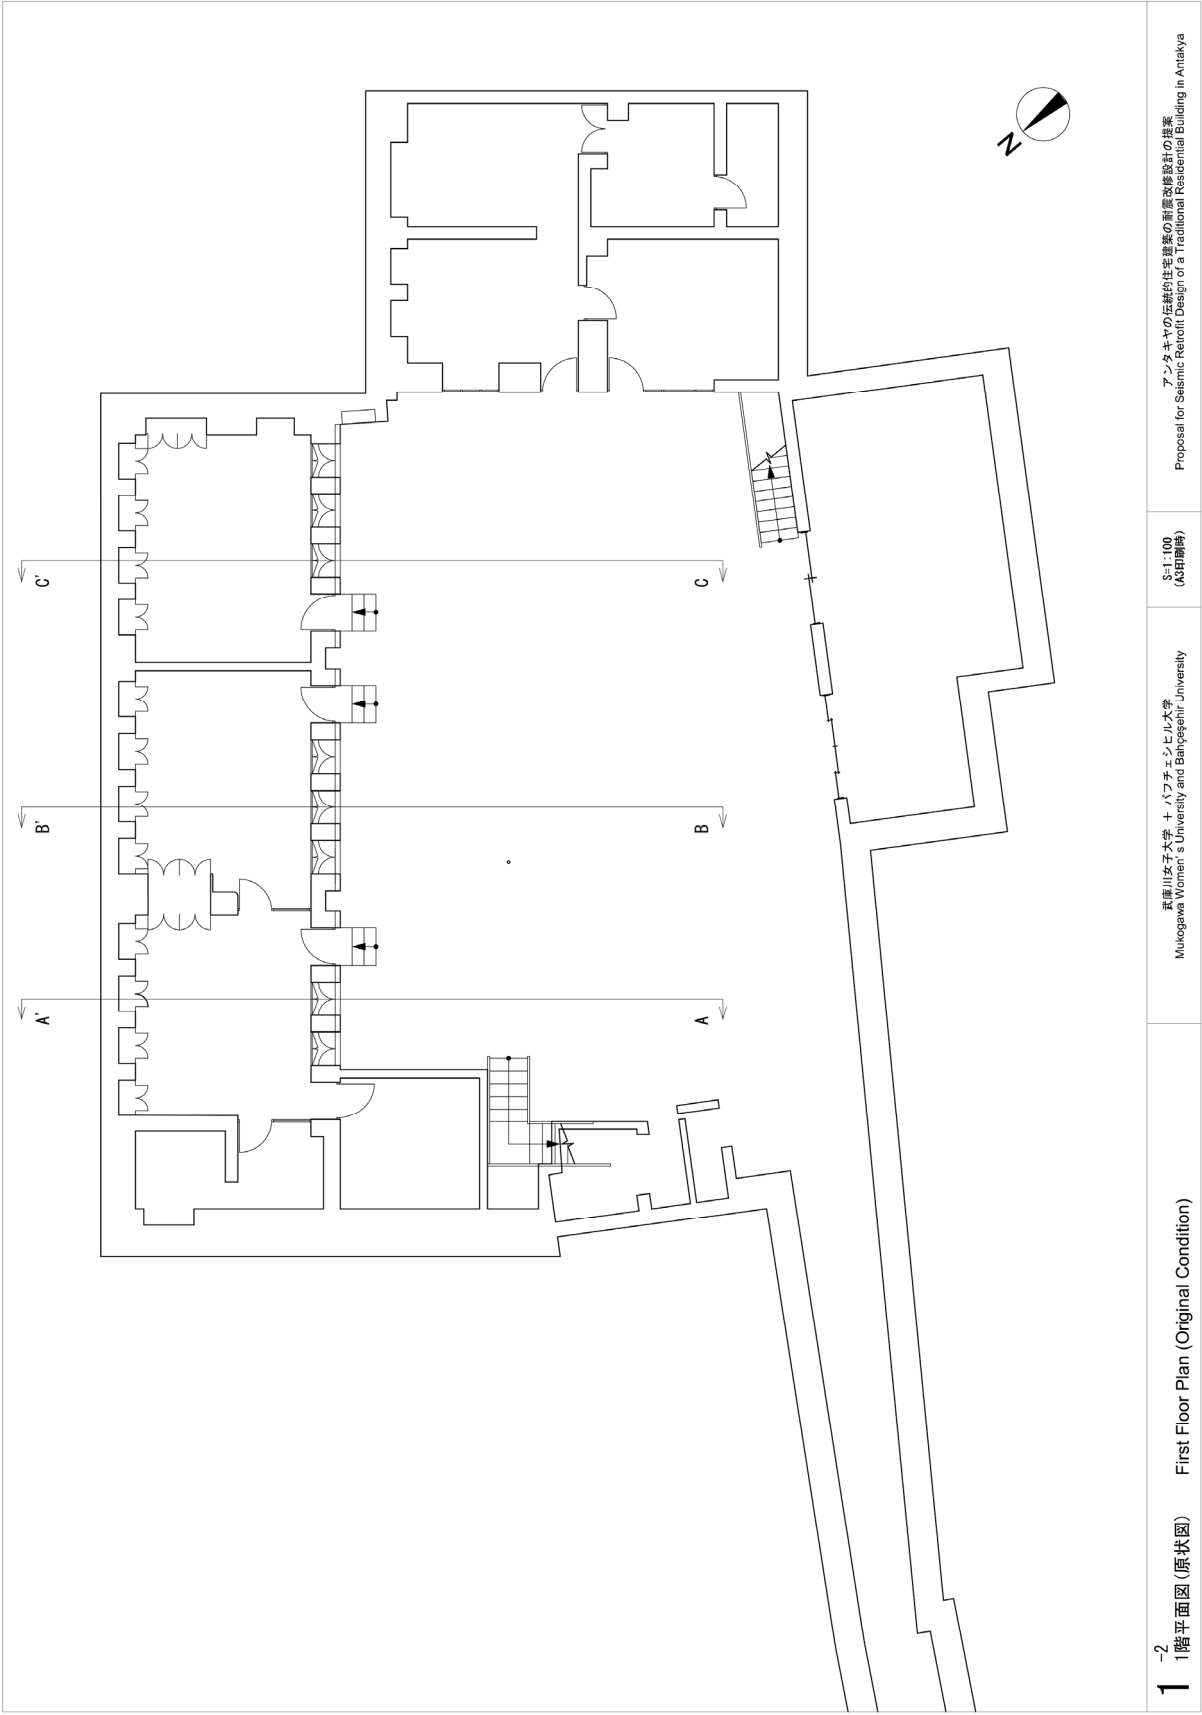 N
C'
C
B'
B
A'
A
1
-2
1階平面図(原状図) First Floor Plan (Original Condition)
武庫川女子大学 + バフチェシヒル大学
Mukogawa Women's University and Bahçeşehir University
S=1:100
(A3印刷時)
アンタキヤの伝統的住宅建築の耐震改修設計の提案
Proposal for Seismic Retrofit Design of a Traditional Residential Building in Antakya